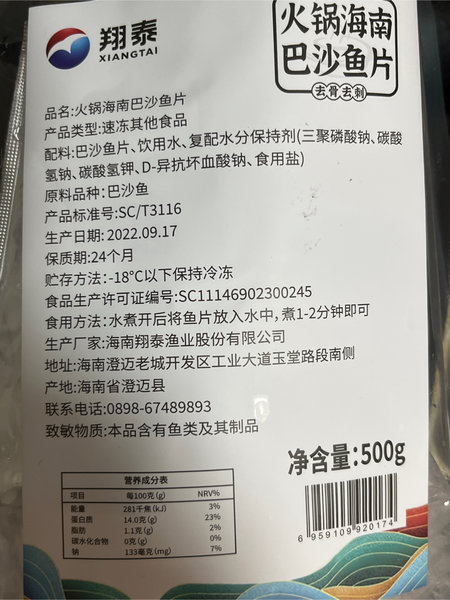 翔泰
XIANGTAI
火锅海南
巴沙鱼片
去骨去刺
品名:火锅海南巴沙鱼片
产品类型:速冻其他食品
配料:巴沙鱼片、饮用水、复配水分保持剂(三聚磷酸钠、碳酸
氢钠、碳酸氢钾、D-异抗坏血酸钠、食用盐)
原料品种:巴沙鱼
产品标准号:SC/T3116
生产日期:2022.09.17
保质期:24个月
贮存方法:-18℃以下保持冷冻
食品生产许可证编号:SC11146902300245
食用方法:水煮开后将鱼片放入水中,煮1-2分钟即可
生产厂家:海南翔泰渔业股份有限公司
地址:海南澄迈老城开发区工业大道玉堂路段南侧
产地:海南省澄迈县
联系电话:0898-67489893
致敏物质:本品含有鱼类及其制品
净含量:500g
营养成分表
项目 每100克(g) NRV%
能量 281千焦(kJ) 3%
蛋白质 14.0克(g) 23%
脂肪 1.1克(g) 2%
碳水化合物 0克(g) 0%
钠 133毫克(mg) 7%
6 959109 920174